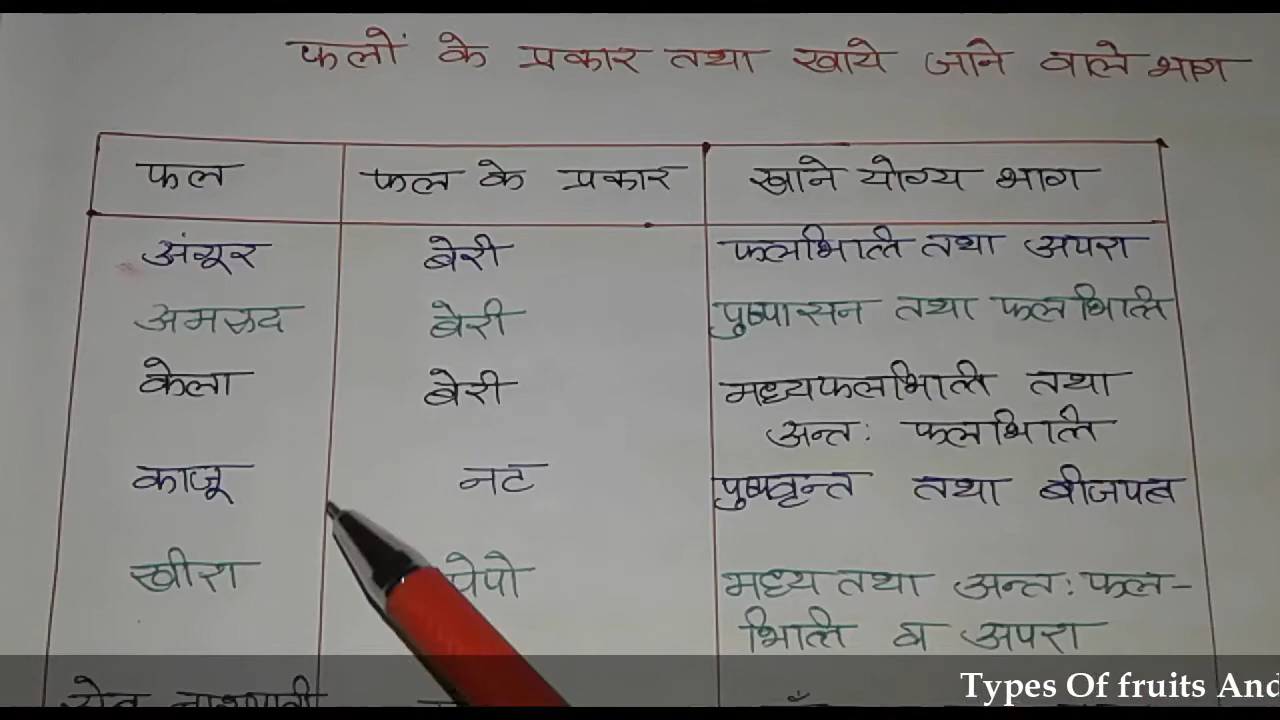 फलों के प्रकार तथा खाये जाने वाले भाग
फल फल के प्रकार खाने योग्य भाग
अंगूर बेरी फलभित्ति तथा अपरा
अमरूद बेरी पुष्पासन तथा फलभित्ति
केला बेरी मध्यफलभित्ति तथा
अन्त: फलभित्ति
काजू नट पुष्पवृन्त तथा बीजपत्र
खीरा पेपो मध्य तथा अन्त: फल-
भित्ति व अपरा
Types Of fruits And